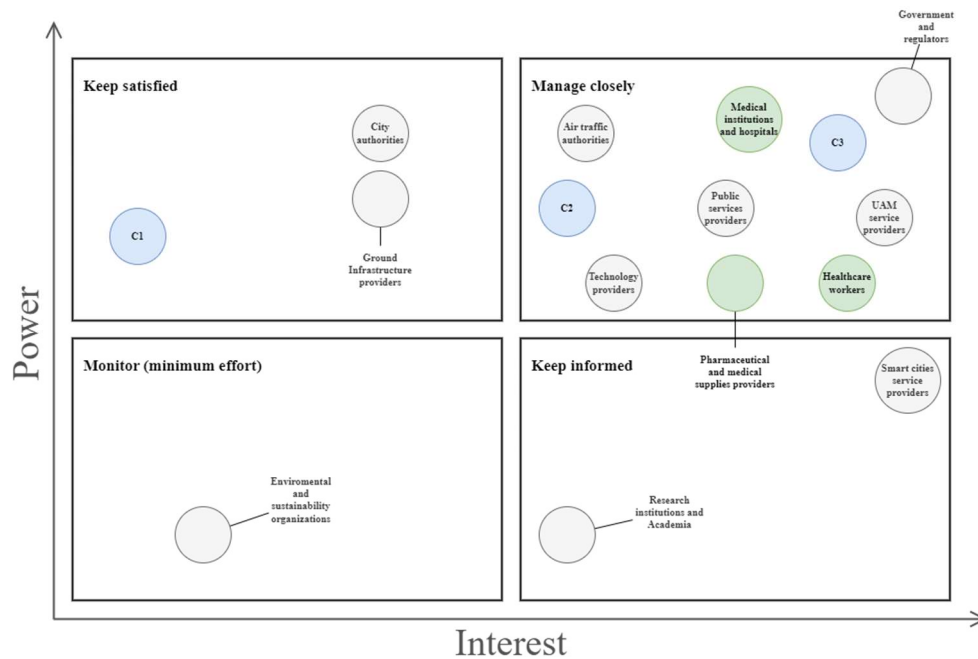 Government
and
regulators
Keep satisfied
City
authorities
C1
Ground
Infrastructure
providers
Manage closely
Air traffic
authorities
Medical
institutions
and hospitals
C3
C2
Public
services
providers
UAM
service
providers
Technology
providers
Healthcare
workers
Pharmaceutical
and medical
supplies providers
Monitor (minimum effort)
Enviromental
and
sustainability
organizations
Keep informed
Smart cities
service
providers
Research
institutions and
Academia
Power
Interest